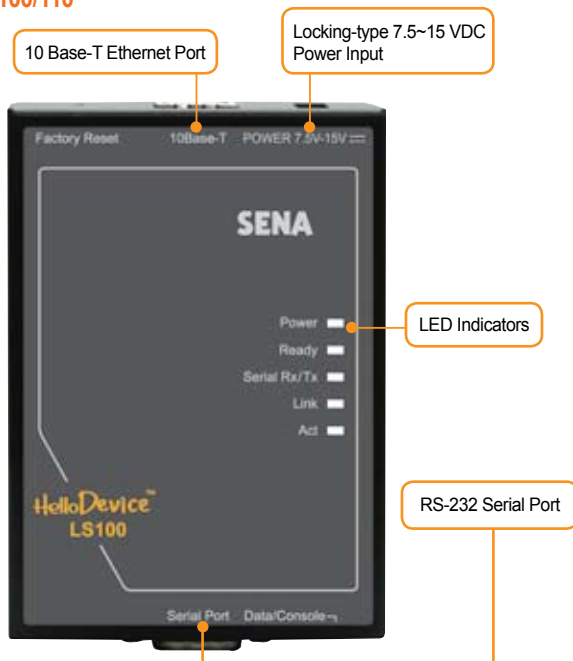 100/110
10 Base-T Ethernet Port
Locking-type 7.5~15 VDC
Power Input
Factory Reset 10Base-T POWER 7.5V-15V
SENA
Power
LED Indicators
Ready
Serial Rx/Tx
Link
Act
HelloDevice™
LS100
RS-232 Serial Port
Serial Port Data/Console